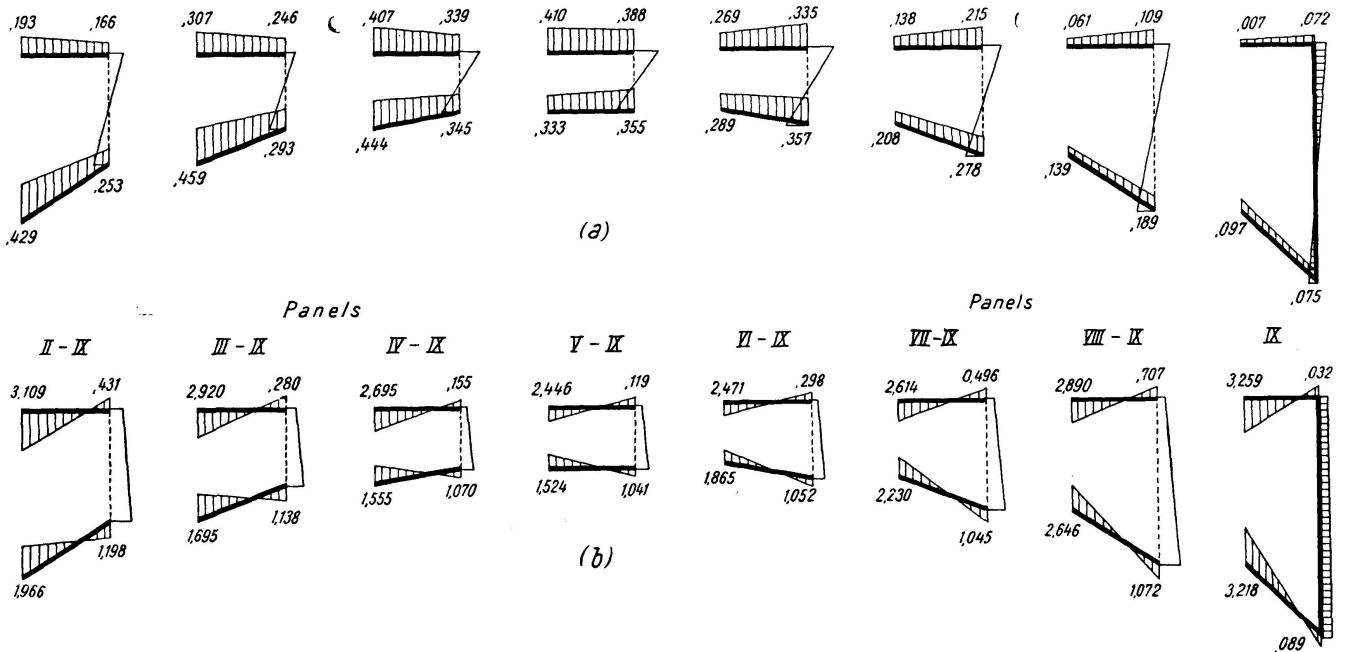 ,193 ,166 ,307 ,246 ,407 ,339 ,410 ,388 ,269 ,335 ,138 ,215 ,061 ,109 ,007 ,072
,429 ,253 ,459 ,293 ,444 ,345 ,333 ,355 ,289 ,357 ,208 ,278 ,139 ,189 ,097 ,075
(a)
Panels Panels
II - IX III - IX IV - IX V - IX VI - IX VII-IX VIII - IX IX
3,109 ,431 2,920 ,280 2,695 ,155 2,446 ,119 2,471 ,298 2,614 0,496 2,890 ,707 3,259 ,032
1,966 1,198 1,695 1,138 1,555 1,070 1,524 1,041 1,865 1,052 2,230 1,045 2,646 1,072 3,218 ,089
(b)